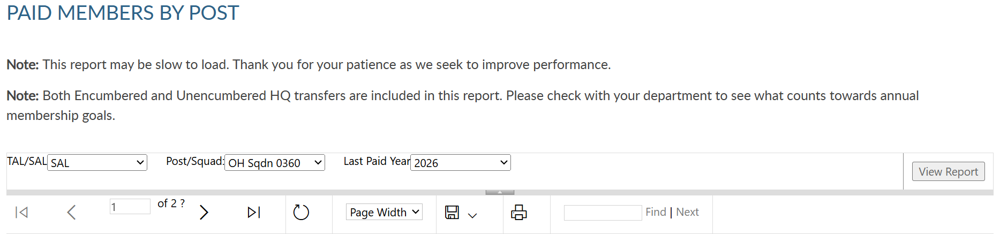 PAID MEMBERS BY POST
Note: This report may be slow to load. Thank you for your patience as we seek to improve performance.
Note: Both Encumbered and Unencumbered HQ transfers are included in this report. Please check with your department to see what counts towards annual
membership goals.
TAL/SAL SAL Post/Squad: OH Sqdn 0360 Last Paid Year 2026 View Report
1 of 2 ? Page Width Find | Next